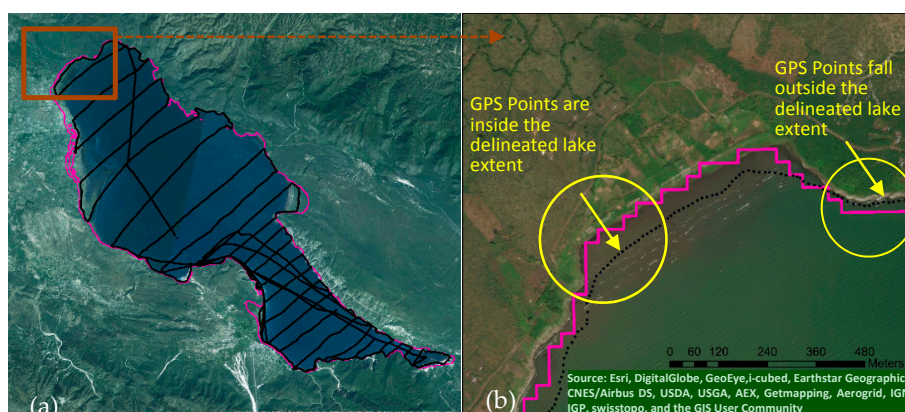 GPS Points are
inside the
delineated lake
extent
GPS Points fall
outside the
delineated lake
extent
0 60 120 240 360 480
Meters
Source: Esri, DigitalGlobe, GeoEye,i-cubed, Earthstar Geographic
CNES/Airbus DS, USDA, USGA, AEX, Getmapping, Aerogrid, IGN
IGP, swisstopo, and the GIS User Community
(a)
(b)